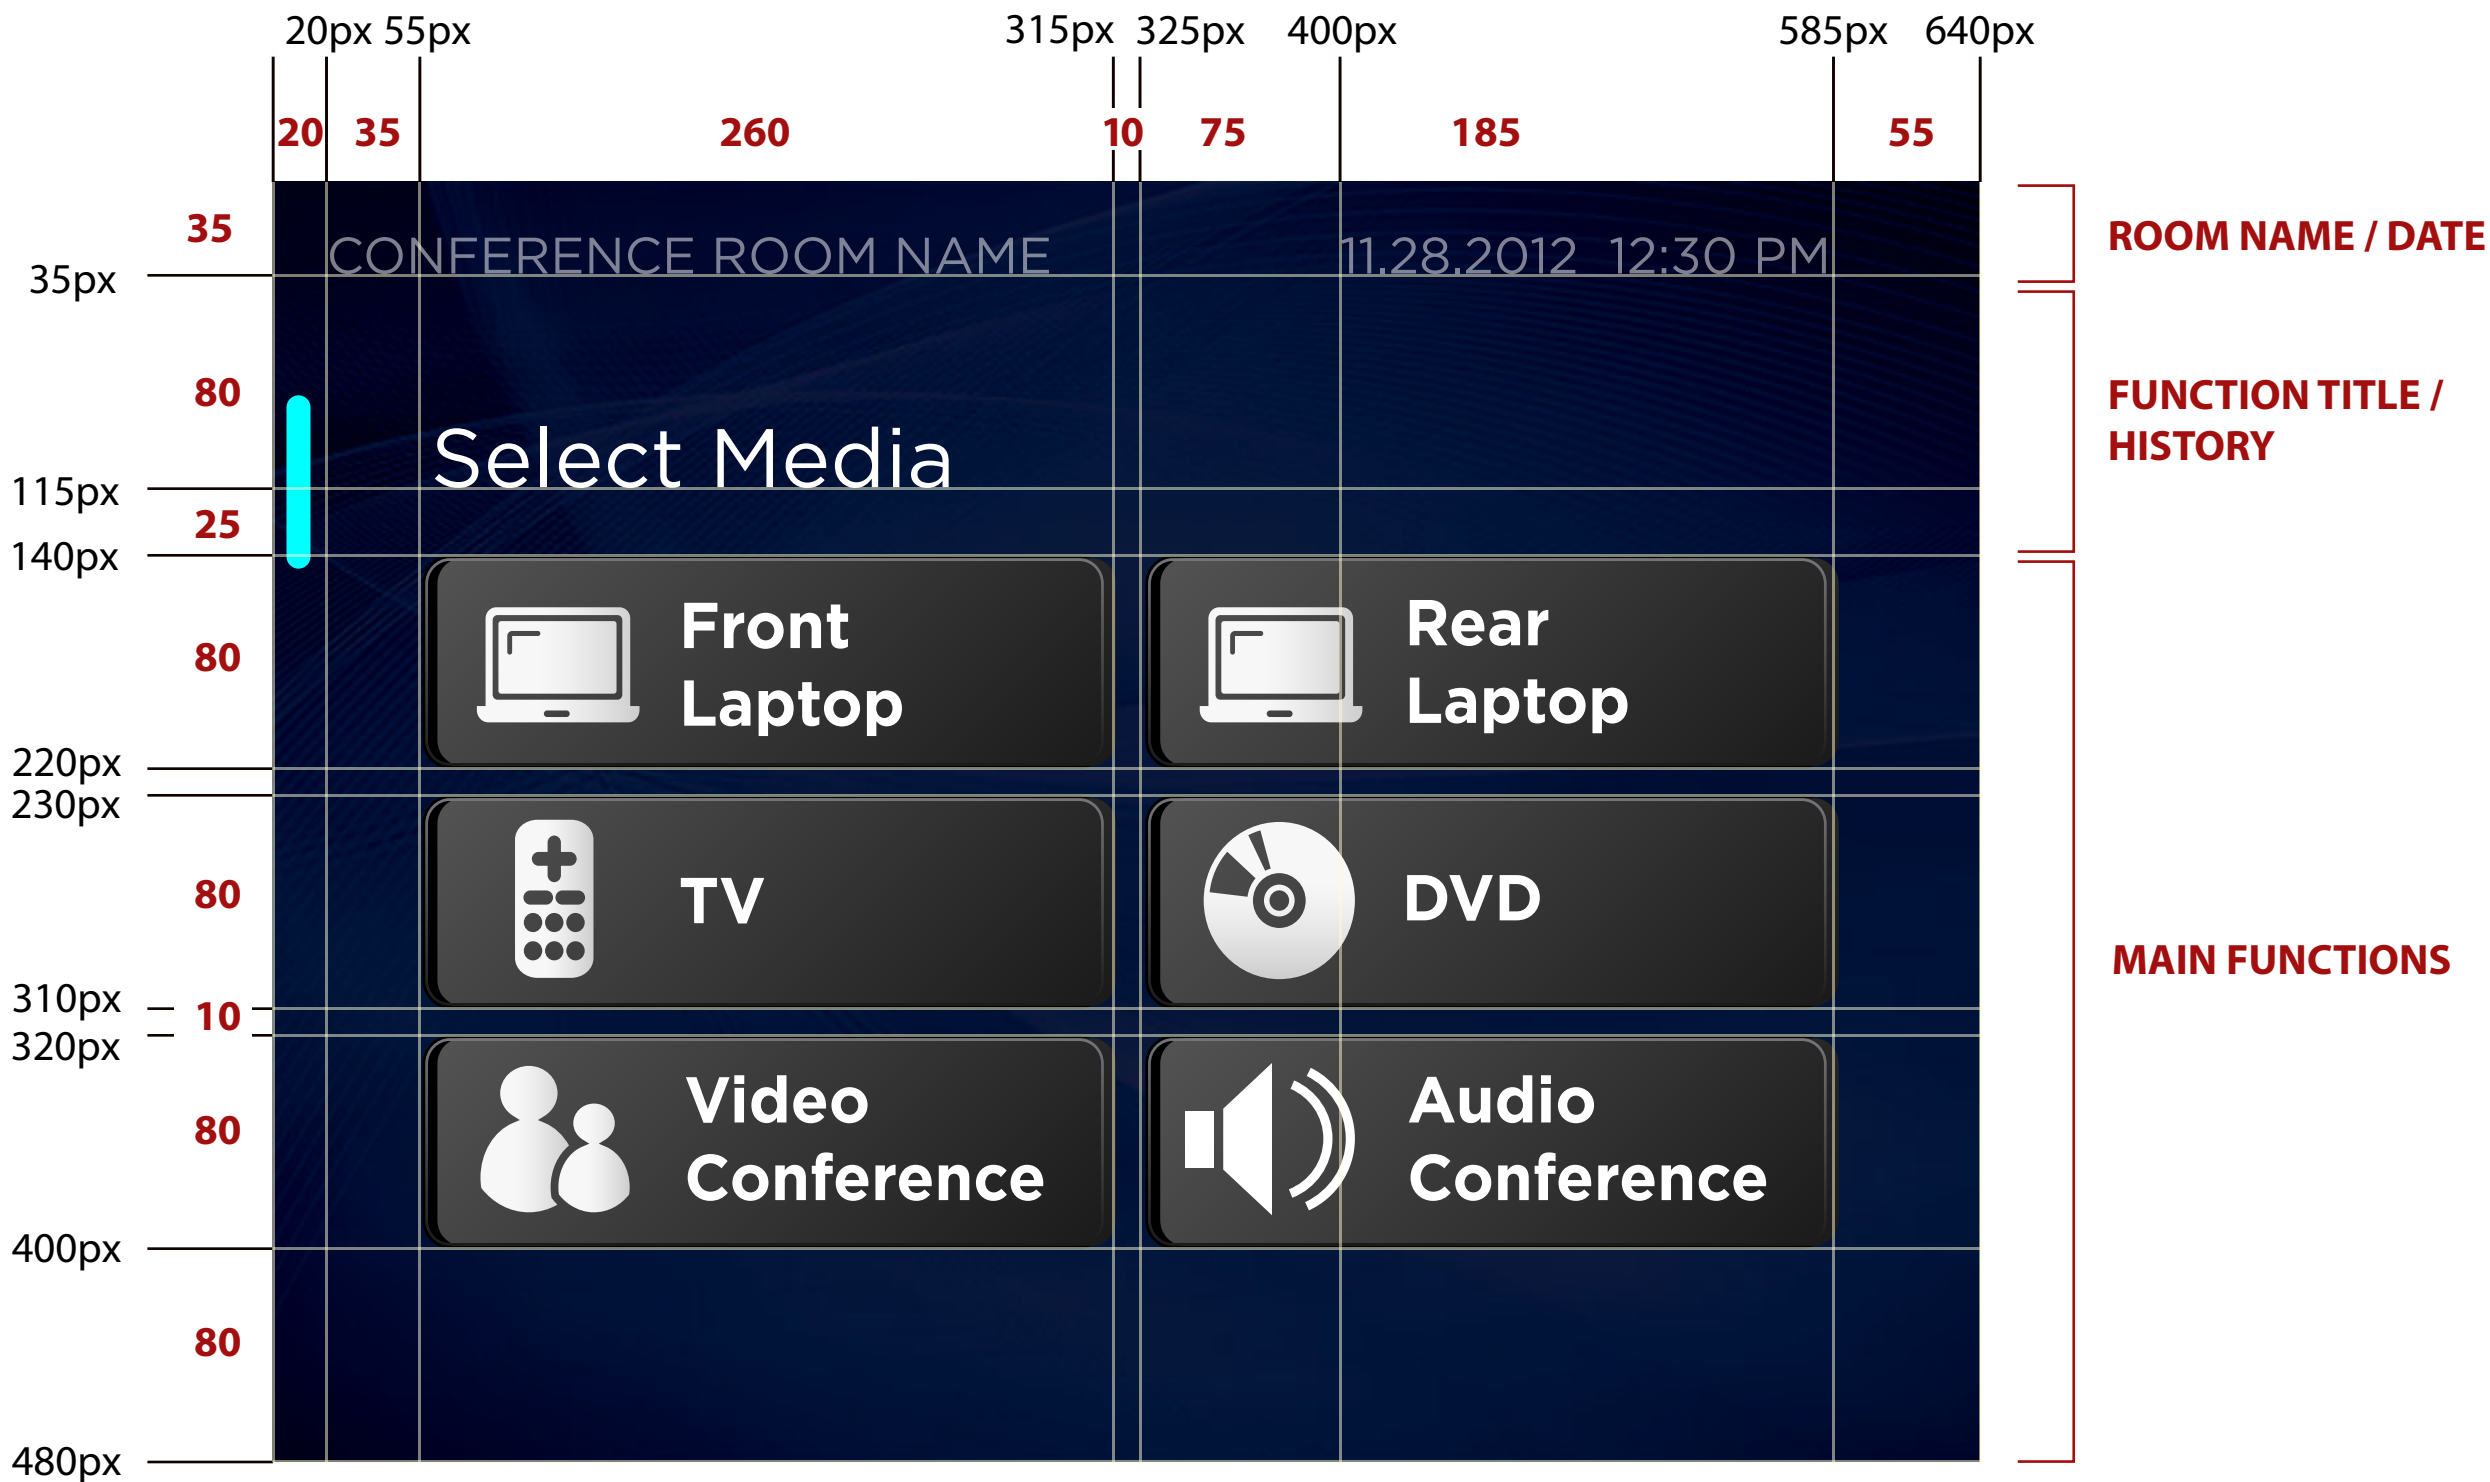 20px 55px 315px 325px 400px 585px 640px
20 35 260 10 75 185 55
35
CONFERENCE ROOM NAME 11.28.2012 12:30 PM
ROOM NAME / DATE
35px
80
FUNCTION TITLE /
HISTORY
Select Media
115px
25
140px
Front
Laptop
Rear
Laptop
80
220px
230px
80
TV
DVD
MAIN FUNCTIONS
310px
10
320px
Video
Conference
Audio
Conference
80
400px
80
480px